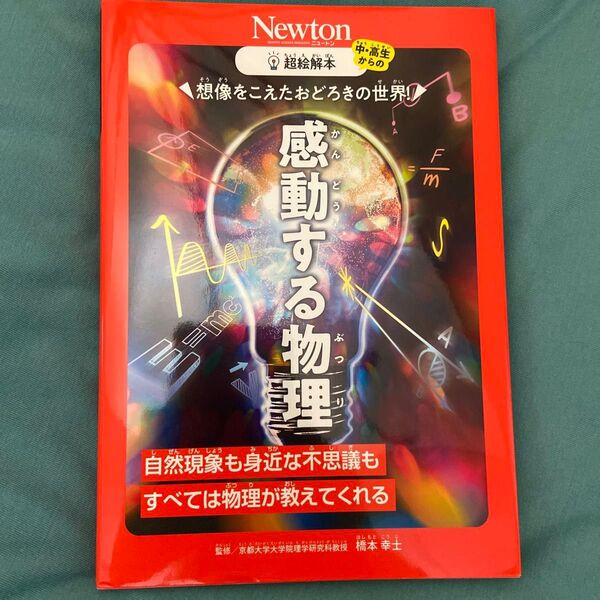 Newton
ニュートン
超絵解本
中・高生
からの
想像をこえたおどろきの世界!
感動する物理
E
B
A
= F/m
S
E=mc
A
自然現象も身近な不思議も
すべては物理が教えてくれる
監修/京都大学大学院理学研究科教授 橋本 幸士